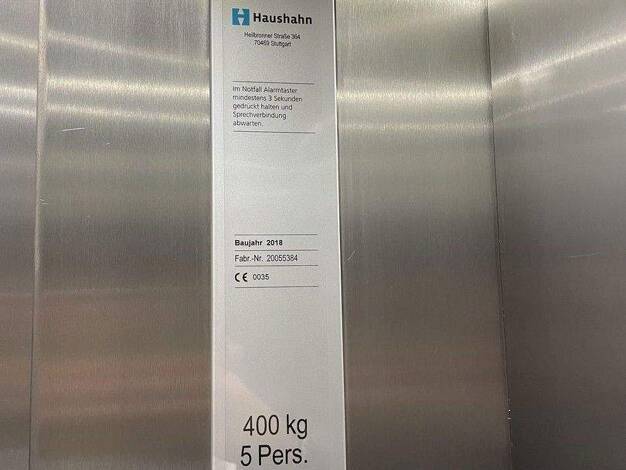 Haushahn
Heilbronner Straße 364
70469 Stuttgart
Im Notfall Alarmtaster
mindestens 3 Sekunden
gedrückt halten und
Sprechverbindung
abwarten.
Baujahr 2018
Fabr.-Nr. 20055384
CE 0035
400 kg
5 Pers.